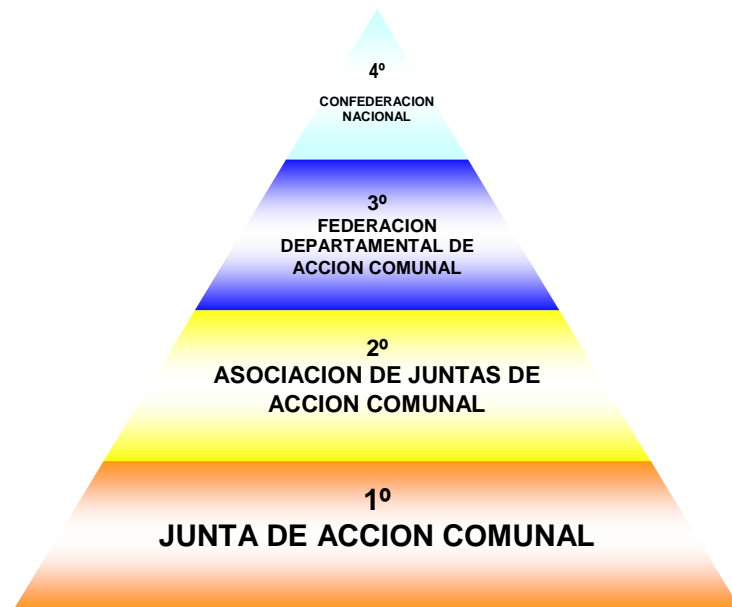 4º
CONFEDERACION
NACIONAL
3º
FEDERACION
DEPARTAMENTAL DE
ACCION COMUNAL
2º
ASOCIACION DE JUNTAS DE
ACCION COMUNAL
1º
JUNTA DE ACCION COMUNAL